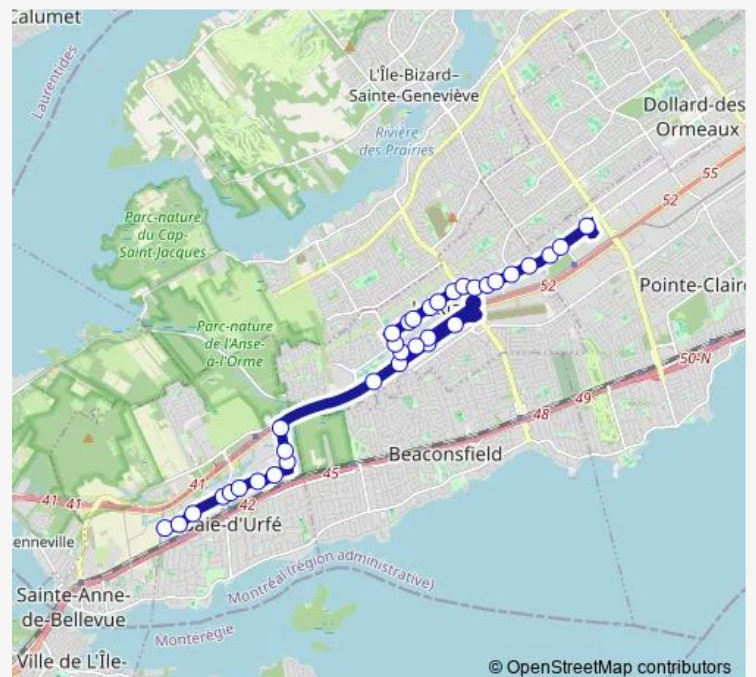 Calumet
Laurentides
L'Île-Bizard–
Sainte-Geneviève
Dollard-des
Ormeaux
Rivière
des Prairies
55
52
Parc-nature
du Cap-
Saint-Jacques
52
Pointe-Clair
Parc-nature
de l'Anse-
à-l'Orme
50-N
49
48
Beaconsfield
41
45
41
41
42
Baie-d'Urfé
enneville
Sainte-Anne-
de-Bellevue
Montréal (région administrative)
Montérégie
Ville de L'Île-
© OpenStreetMap contributors